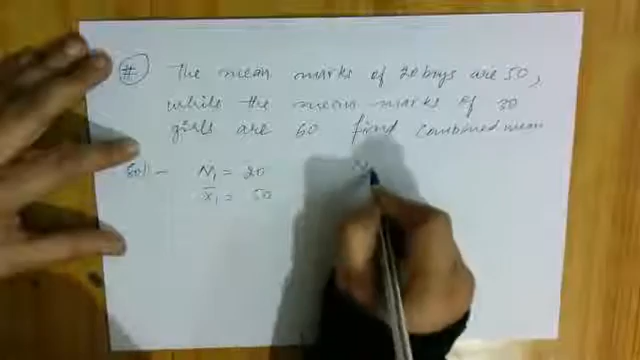 # The mean marks of 20 boys are 50,
while the mean marks of 30
girls are 60 find combined mean
Soln – N₁ = 20 N
x̄₁ = 50